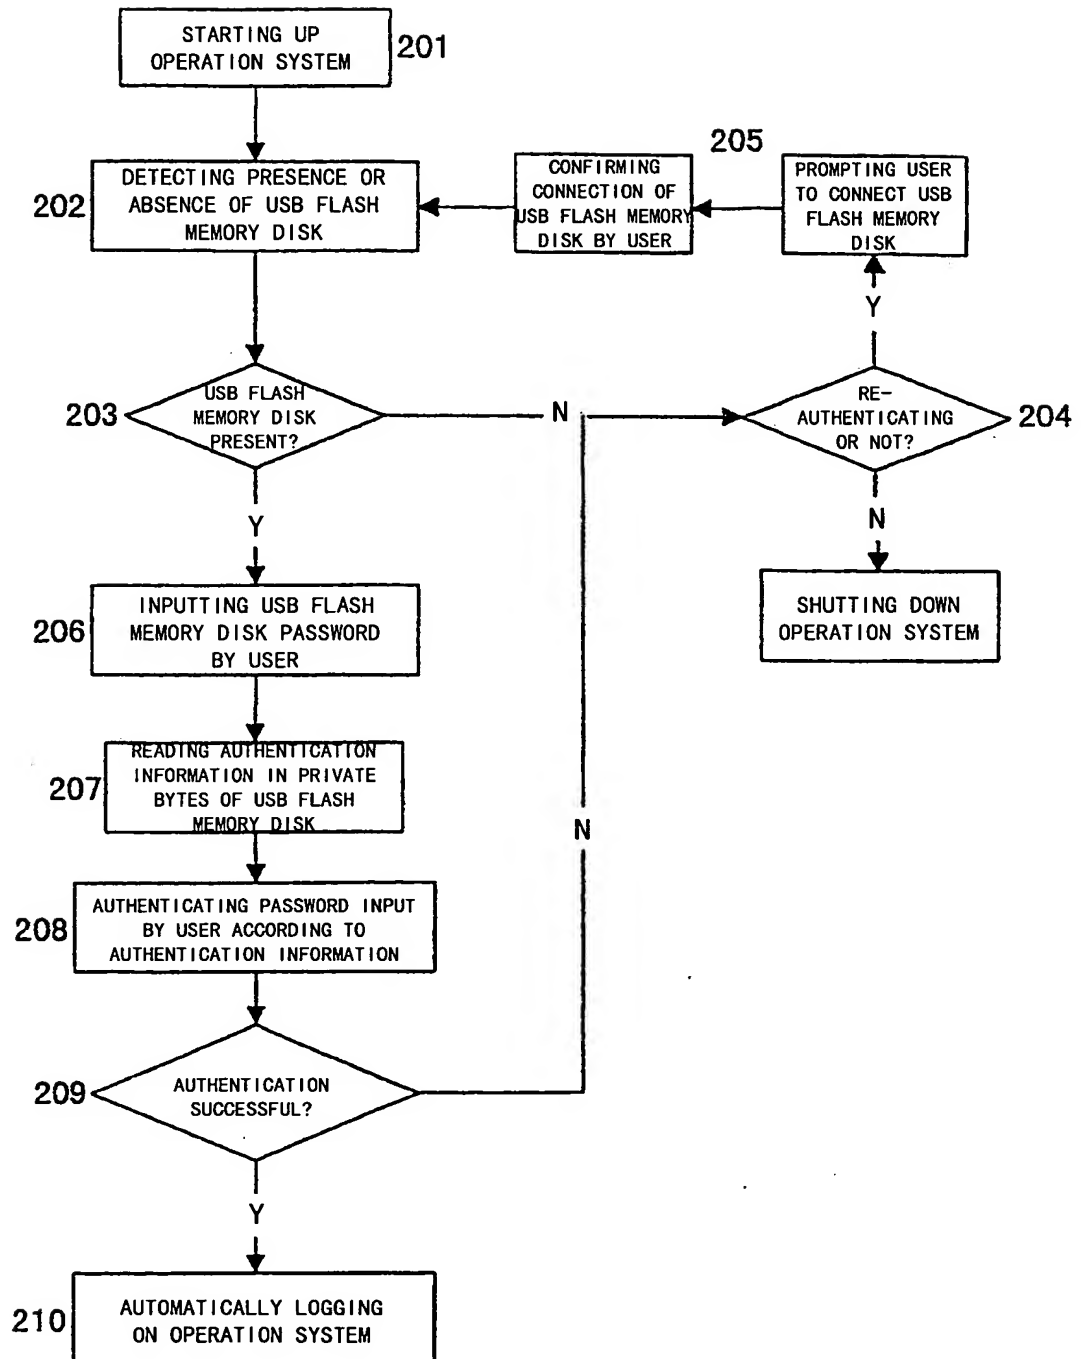 STARTING UP
OPERATION SYSTEM
201
202
DETECTING PRESENCE OR
ABSENCE OF USB FLASH
MEMORY DISK
205
CONFIRMING
CONNECTION OF
USB FLASH MEMORY
DISK BY USER
PROMPTING USER
TO CONNECT USB
FLASH MEMORY
DISK
Y
203
USB FLASH
MEMORY DISK
PRESENT?
N
RE-
AUTHENTICATING
OR NOT?
204
Y
N
206
INPUTTING USB FLASH
MEMORY DISK PASSWORD
BY USER
SHUTTING DOWN
OPERATION SYSTEM
207
READING AUTHENTICATION
INFORMATION IN PRIVATE
BYTES OF USB FLASH
MEMORY DISK
N
208
AUTHENTICATING PASSWORD INPUT
BY USER ACCORDING TO
AUTHENTICATION INFORMATION
209
AUTHENTICATION
SUCCESSFUL?
Y
210
AUTOMATICALLY LOGGING
ON OPERATION SYSTEM